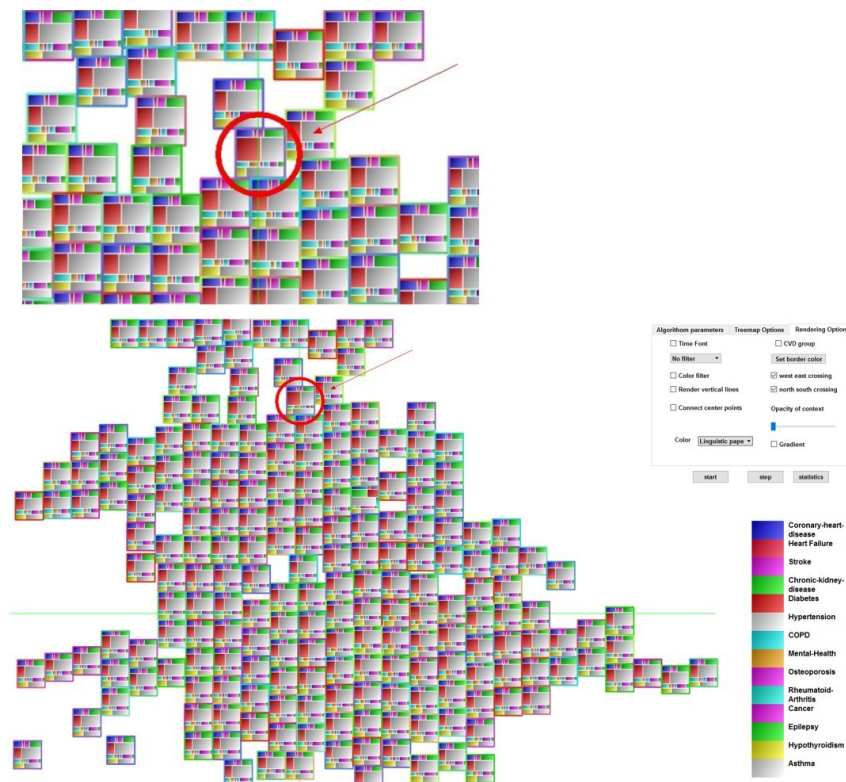 Algorithom parameters
Treemap Options
Rendering Option
Time Font
CVD group
No filter
Set border color
Color filter
west east crossing
Render vertical lines
north south crossing
Connect center points
Opacity of context
Color
Linguistic pape
Gradient
start
step
statistics
Coronary-heart-
disease
Heart Failure
Stroke
Chronic-kidney-
disease
Diabetes
Hypertension
COPD
Mental-Health
Osteoporosis
Rheumatoid-
Arthritis
Cancer
Epilepsy
Hypothyroidism
Asthma